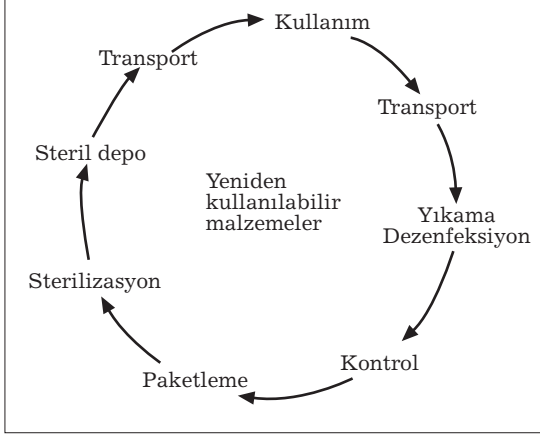 Kullanım
Transport
Yıkama
Dezenfeksiyon
Kontrol
Paketleme
Sterilizasyon
Steril depo
Transport
Yeniden
kullanılabilir
malzemeler